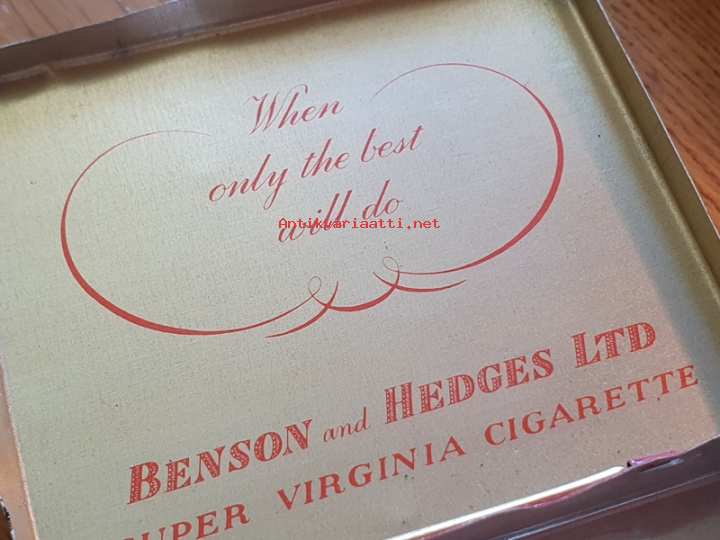 When
only the best
will do
Antikvariaatti.net
BENSON and HEDGES LTD
SUPER VIRGINIA CIGARETTE